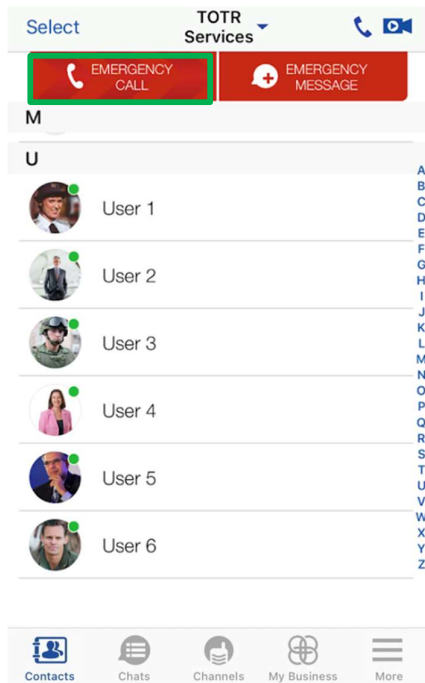 Select
TOTR
Services
EMERGENCY
CALL
EMERGENCY
MESSAGE
M
U
User 1
User 2
User 3
User 4
User 5
User 6
A
B
C
D
E
F
G
H
I
J
K
L
M
N
O
P
Q
R
S
T
U
V
W
X
Y
Z
Contacts
Chats
Channels
My Business
More